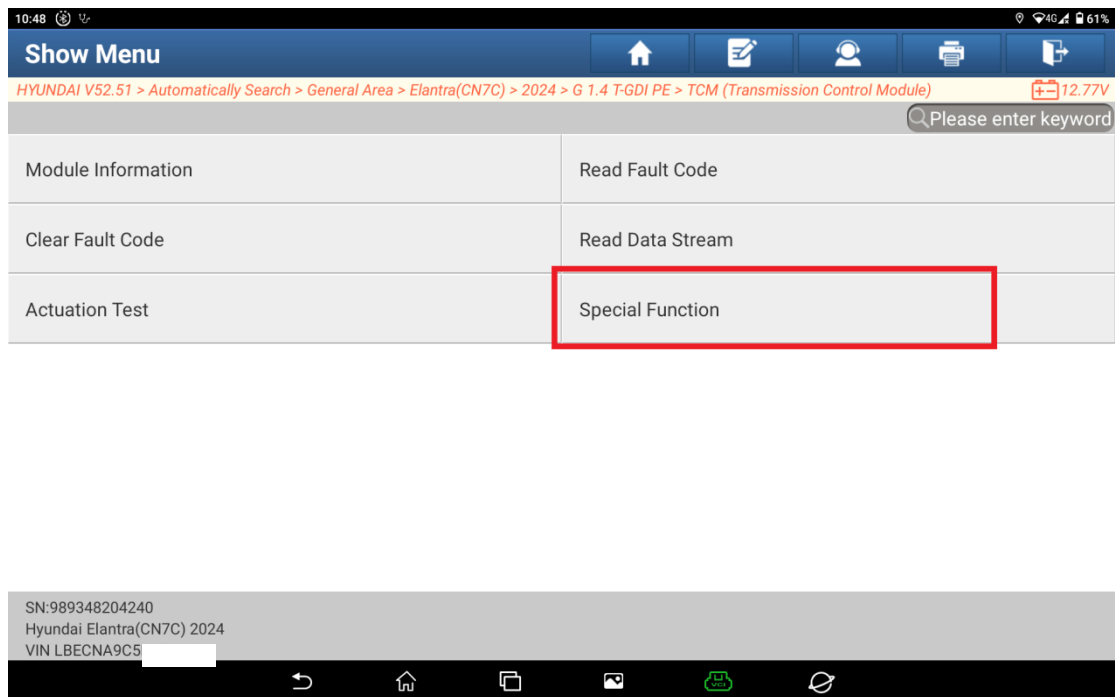 10:48 4G 61%
Show Menu
HYUNDAI V52.51 > Automatically Search > General Area > Elantra(CN7C) > 2024 > G 1.4 T-GDI PE > TCM (Transmission Control Module) 12.77V
Please enter keyword
Module Information Read Fault Code
Clear Fault Code Read Data Stream
Actuation Test Special Function
SN:989348204240
Hyundai Elantra(CN7C) 2024
VIN LBECNA9C5
VCI